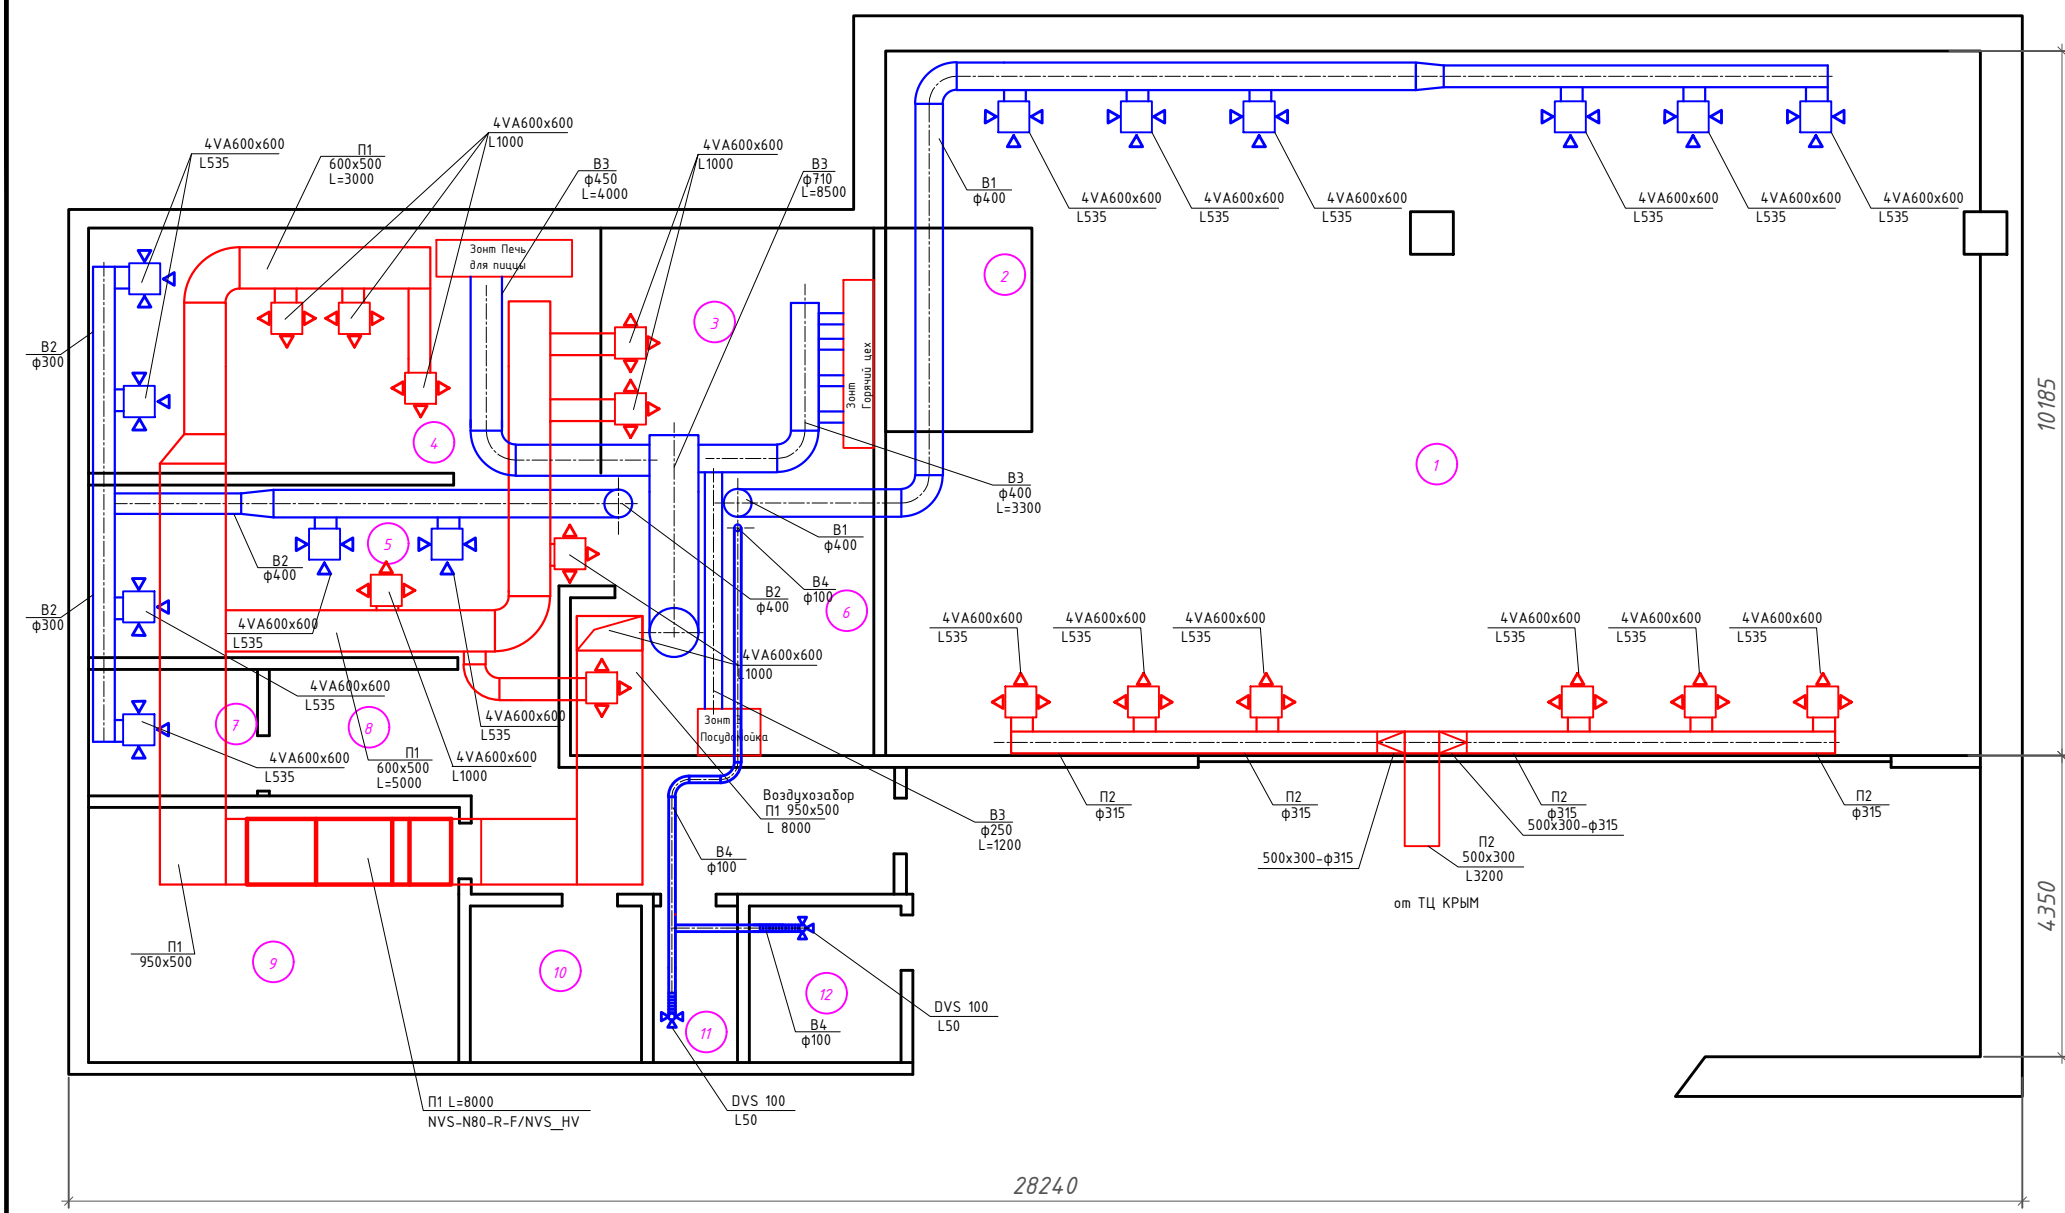 4VA600x600
L535
П1
600x500
L=3000
4VA600x600
L1000
В3
ф450
L=4000
4VA600x600
L1000
В3
ф710
L=8500
В1
ф400
4VA600x600
L535
4VA600x600
L535
4VA600x600
L535
4VA600x600
L535
4VA600x600
L535
4VA600x600
L535
Зонт Печь
для пиццы
2
3
В2
ф300
Зонт
Горячий цех
4
1
10185
В3
ф400
L=3300
5
В1
ф400
В2
ф400
В4
ф100
В2
ф400
6
В2
ф300
4VA600x600
L535
4VA600x600
L535
4VA600x600
L535
4VA600x600
L535
4VA600x600
L535
4VA600x600
L535
4VA600x600
L535
4VA600x600
L1000
4VA600x600
L535
7
8
4VA600x600
L535
Зонт 3
Посудомойка
4VA600x600
L535
П1
600x500
L=5000
4VA600x600
L1000
Воздухозабор
П1 950x500
L 8000
П2
ф315
П2
ф315
П2
ф315
П2
ф315
500x300-ф315
500x300-ф315
П2
500x300
L3200
В3
ф250
L=1200
В4
ф100
от ТЦ КРЫМ
4350
П1
950x500
9
10
11
12
В4
ф100
DVS 100
L50
П1 L=8000
NVS-N80-R-F/NVS_HV
DVS 100
L50
28240